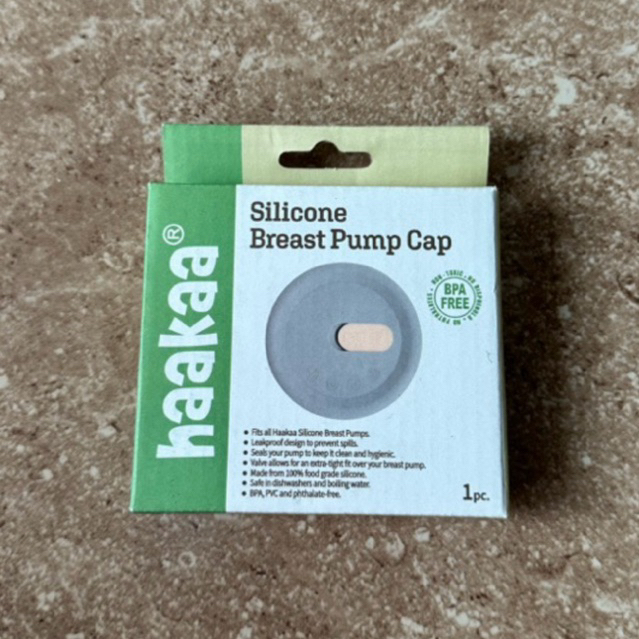 haakaa®
Silicone
Breast Pump Cap
BPA
FREE
• Fits all Haakaa Silicone Breast Pumps.
• Leakproof design to prevent spills.
• Seals your pump to keep it clean and hygienic.
• Valve allows for an extra-tight fit over your breast pump.
• Made from 100% food grade silicone.
• Safe in dishwashers and boiling water.
• BPA, PVC and phthalate-free.
1pc.